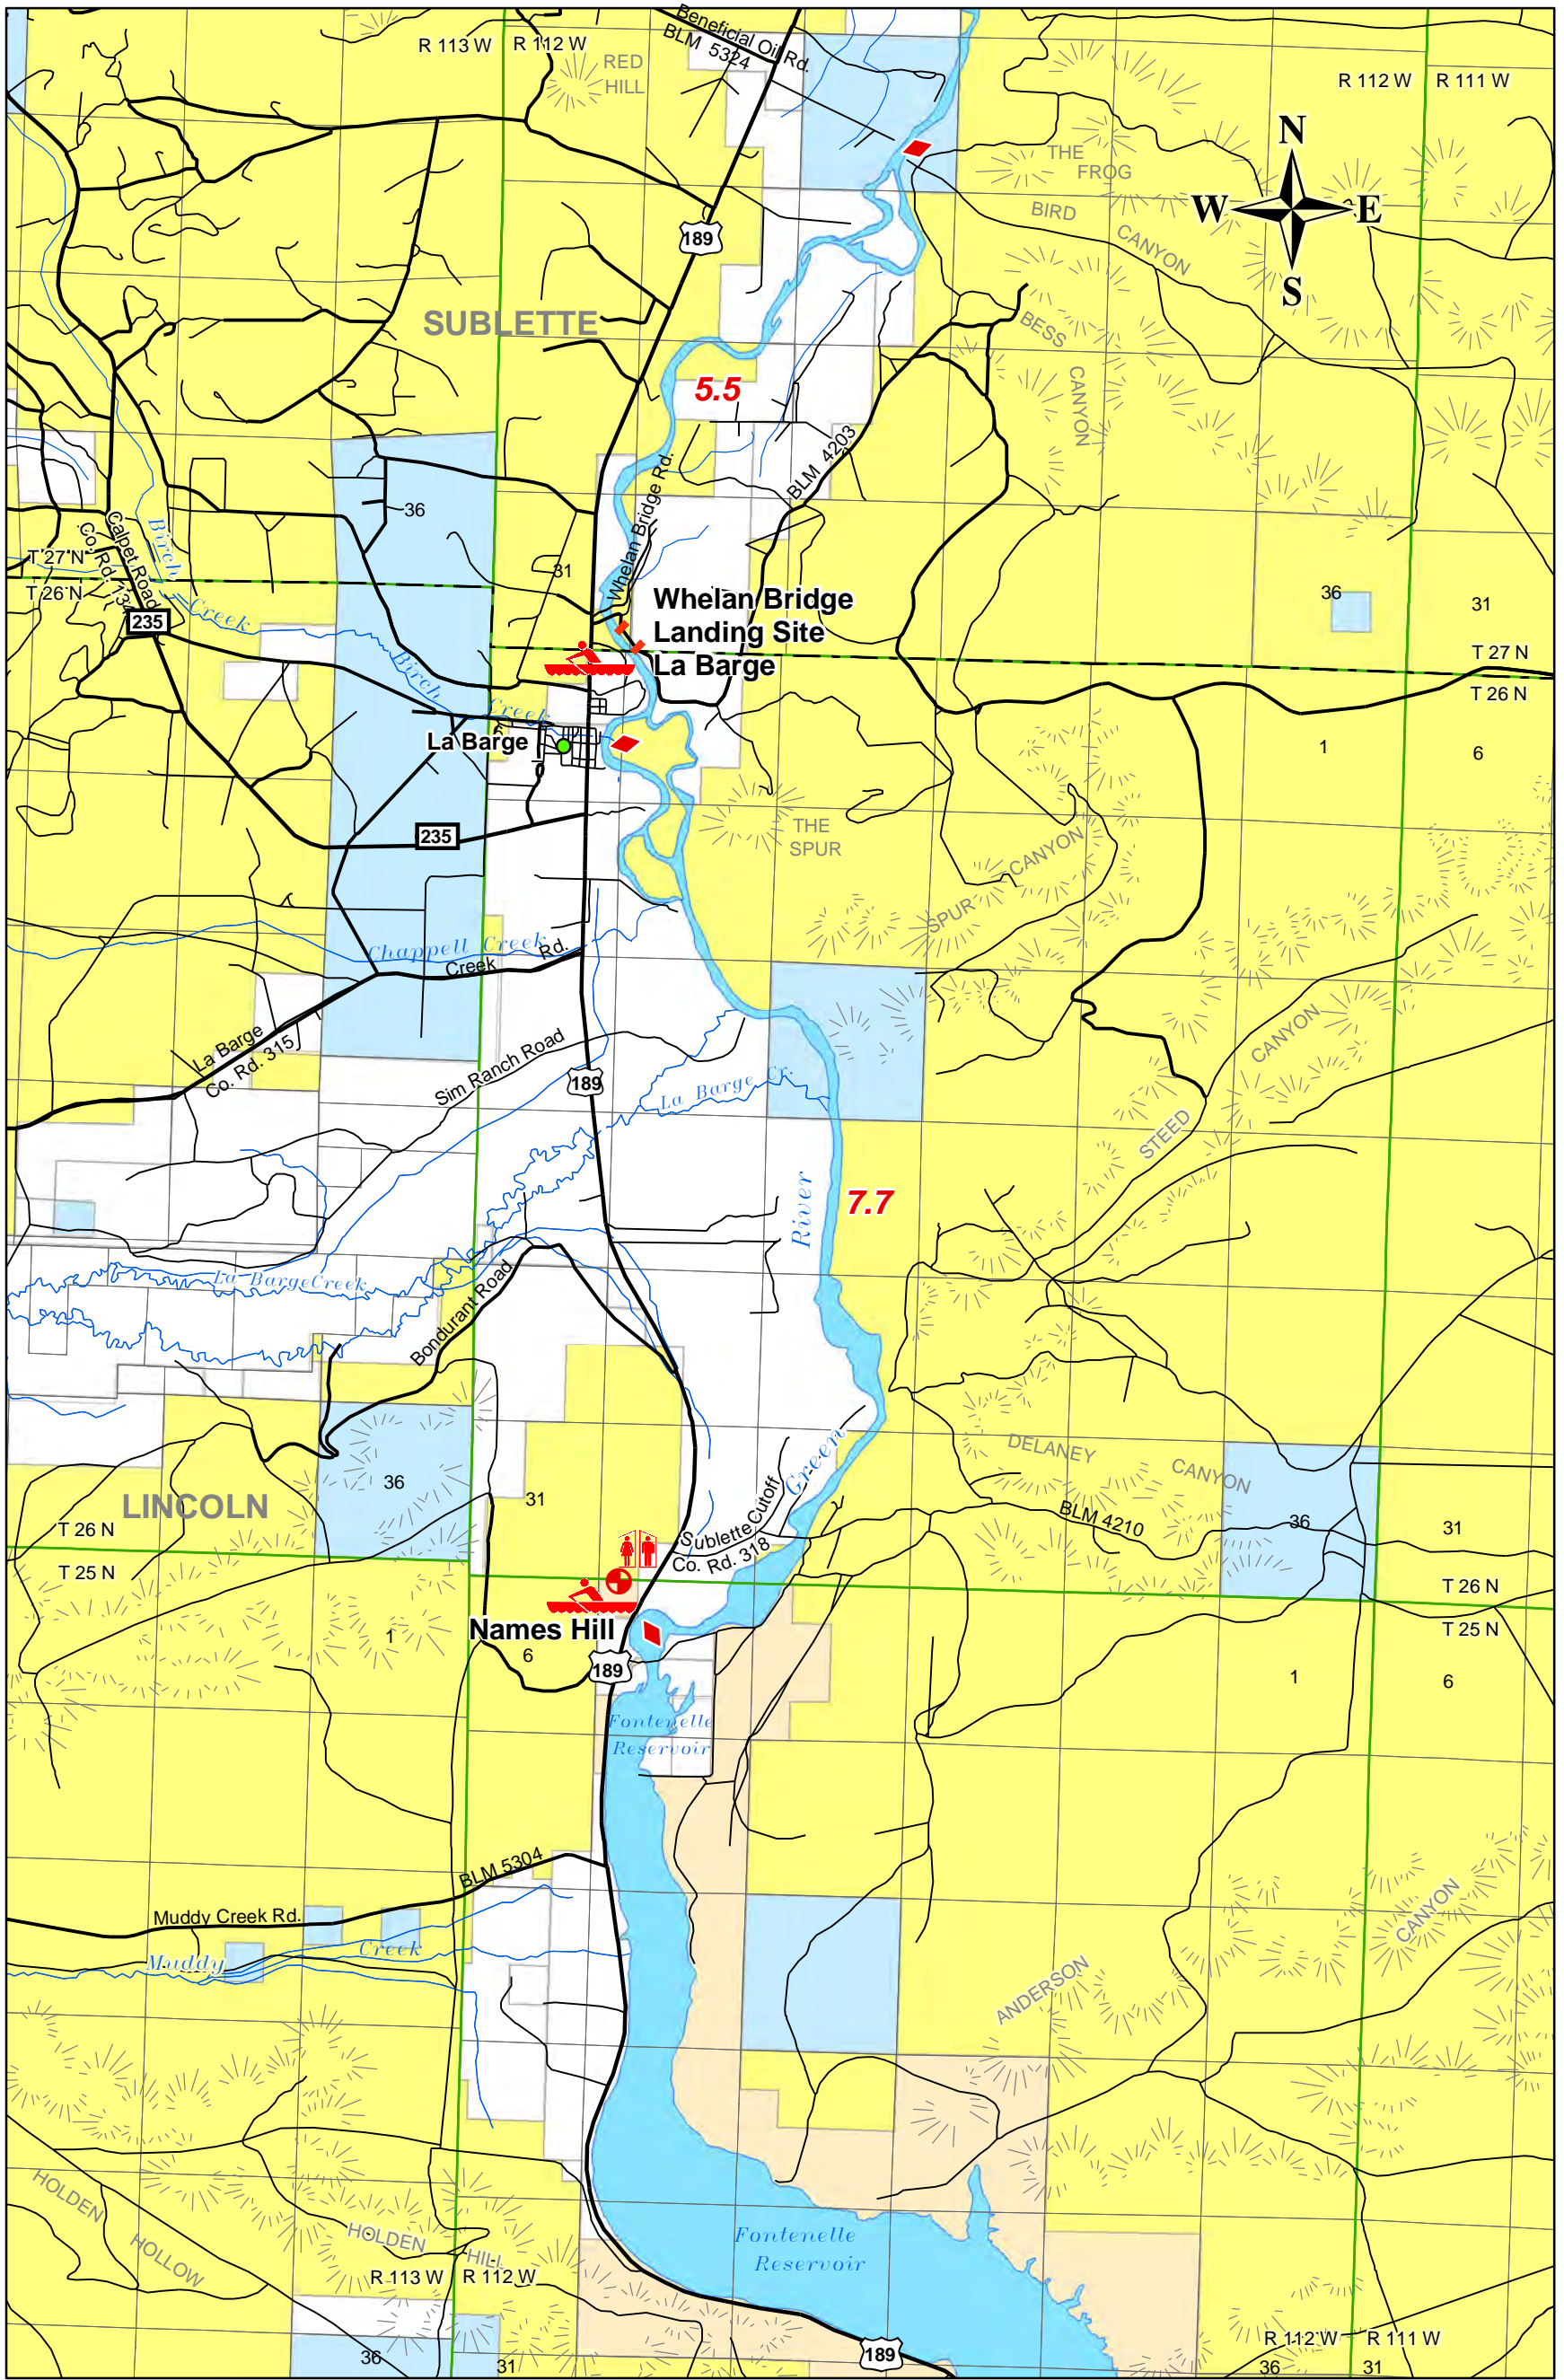 Beneficial Oil Rd.
BLM 5324
R 113 W
R 112 W
RED
HILL
R 112 W
R 111 W
N
W
E
S
THE
FROG
BIRD
CANYON
189
SUBLETTE
BESS
CANYON
5.5
BLM 4203
Whelan Bridge Rd.
36
Calpet Road
Co. Rd. 134
Birch
Creek
T 27 N
T 26 N
235
31
36
31
Whelan Bridge
Landing Site
La Barge
T 27 N
T 26 N
Birch
Creek
La Barge
1
6
235
THE
SPUR
SPUR
CANYON
Chappell Creek
Creek
Rd.
La Barge
Co. Rd. 315
Sim Ranch Road
189
La Barge Cr.
STEED
CANYON
River
7.7
La Barge Creek
Bondurant Road
Green
DELANEY
CANYON
36
LINCOLN
31
T 26 N
T 25 N
Sublette Cutoff
Co. Rd. 318
BLM 4210
36
31
T 26 N
T 25 N
Names Hill
1
6
189
1
6
Fontenelle
Reservoir
BLM 5304
Muddy Creek Rd.
Muddy
Creek
ANDERSON
CANYON
HOLDEN
HOLLOW
HOLDEN
HILL
R 113 W
R 112 W
Fontenelle
Reservoir
36
31
189
R 112 W
R 111 W
36
31